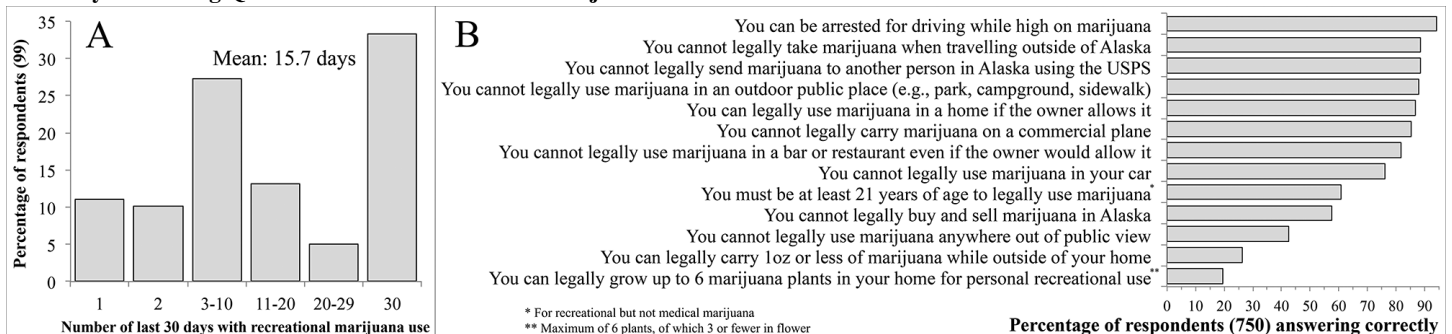 A
Mean: 15.7 days
Percentage of respondents (99)
35
30
25
20
15
10
5
0
1 2 3-10 11-20 20-29 30
Number of last 30 days with recreational marijuana use
B
You can be arrested for driving while high on marijuana
You cannot legally take marijuana when travelling outside of Alaska
You cannot legally send marijuana to another person in Alaska using the USPS
You cannot legally use marijuana in an outdoor public place (e.g., park, campground, sidewalk)
You can legally use marijuana in a home if the owner allows it
You cannot legally carry marijuana on a commercial plane
You cannot legally use marijuana in a bar or restaurant even if the owner would allow it
You cannot legally use marijuana in your car
You must be at least 21 years of age to legally use marijuana*
You cannot legally buy and sell marijuana in Alaska
You cannot legally use marijuana anywhere out of public view
You can legally carry 1oz or less of marijuana while outside of your home
You can legally grow up to 6 marijuana plants in your home for personal recreational use**
0 10 20 30 40 50 60 70 80 90
* For recreational but not medical marijuana
** Maximum of 6 plants, of which 3 or fewer in flower
Percentage of respondents (750) answering correctly